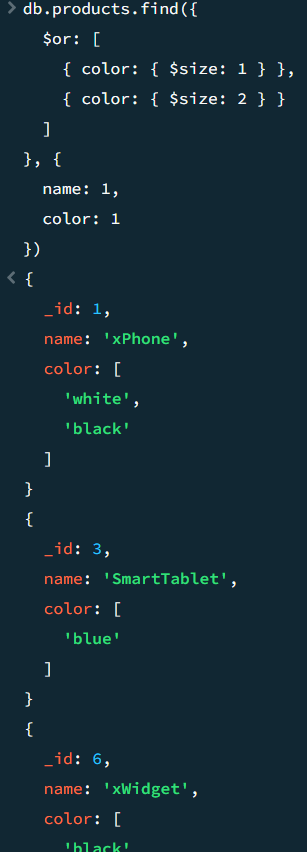 > db.products.find({
$or: [
{ color: { $size: 1 } },
{ color: { $size: 2 } }
]
}, {
name: 1,
color: 1
})
< {
_id: 1,
name: 'xPhone',
color: [
'white',
'black'
]
}
{
_id: 3,
name: 'SmartTablet',
color: [
'blue'
]
}
{
_id: 6,
name: 'xWidget',
color: [
'black'